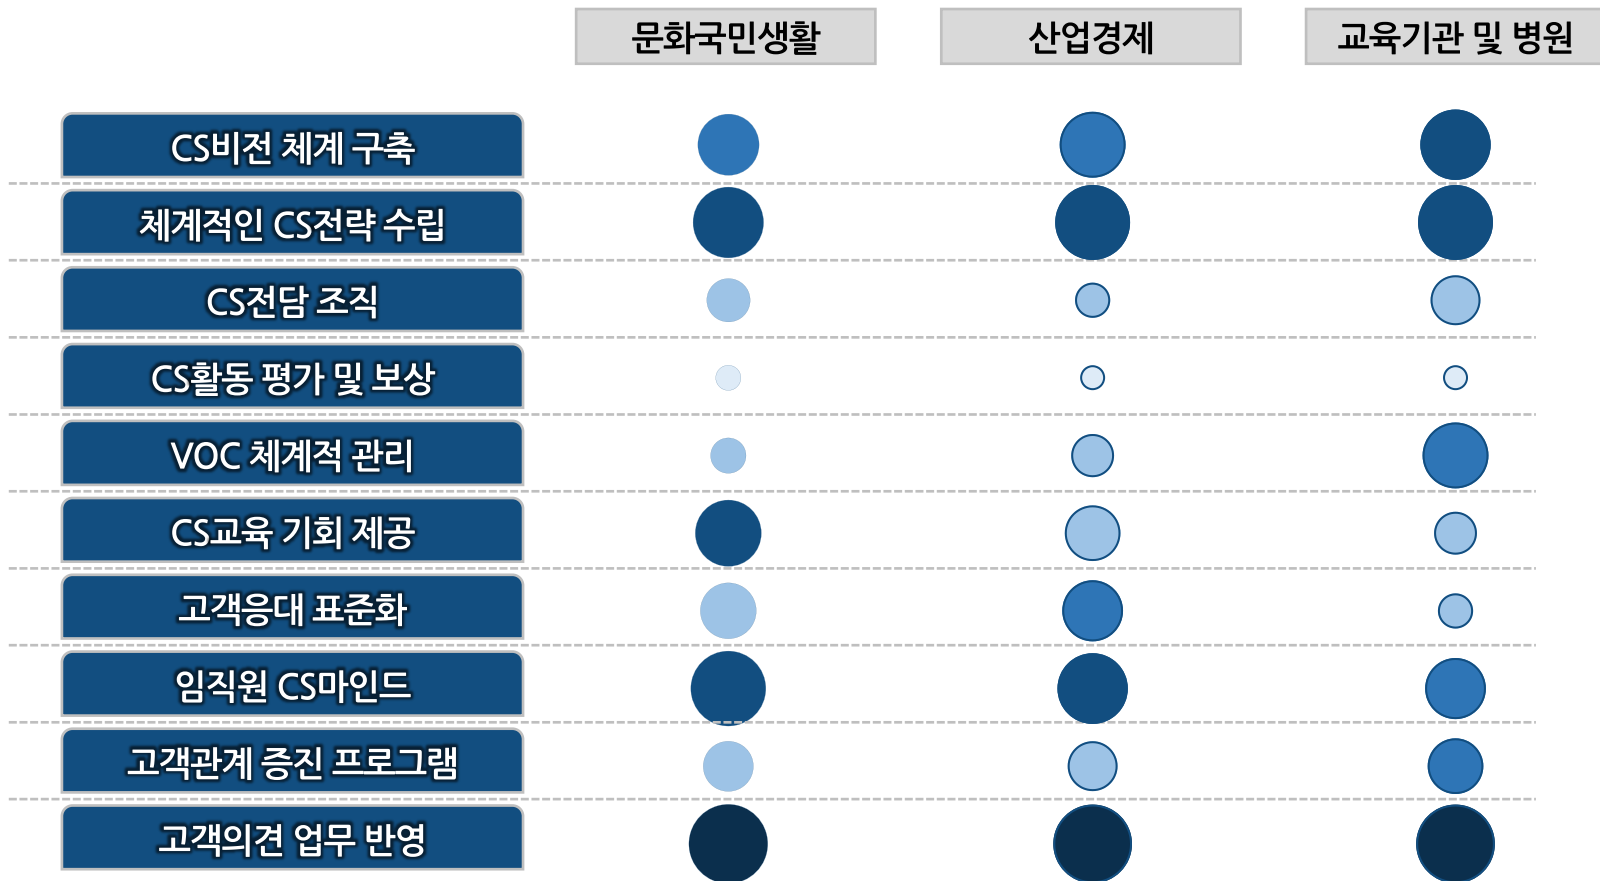 문화국민생활 산업경제 교육기관 및 병원
CS비전 체계 구축
체계적인 CS전략 수립
CS전담 조직
CS활동 평가 및 보상
VOC 체계적 관리
CS교육 기회 제공
고객응대 표준화
임직원 CS마인드
고객관계 증진 프로그램
고객의견 업무 반영